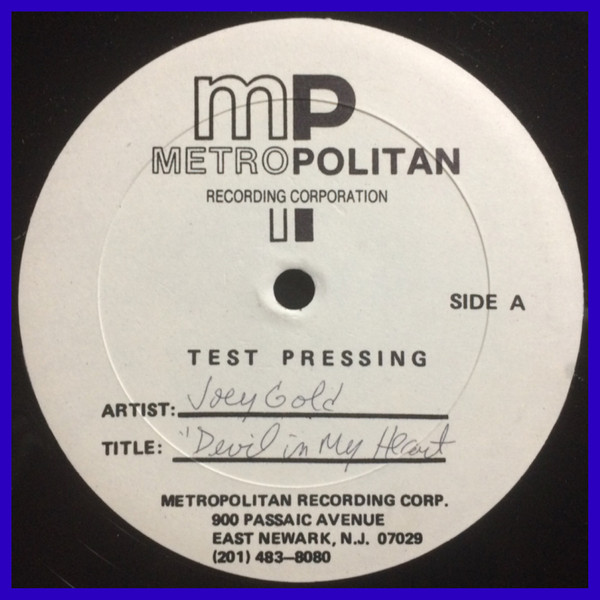 mP
METROPOLITAN
RECORDING CORPORATION
SIDE A
TEST PRESSING
ARTIST: Joey Gold
TITLE: "Devil in My Heart
METROPOLITAN RECORDING CORP.
900 PASSAIC AVENUE
EAST NEWARK, N.J. 07029
(201) 483-8080